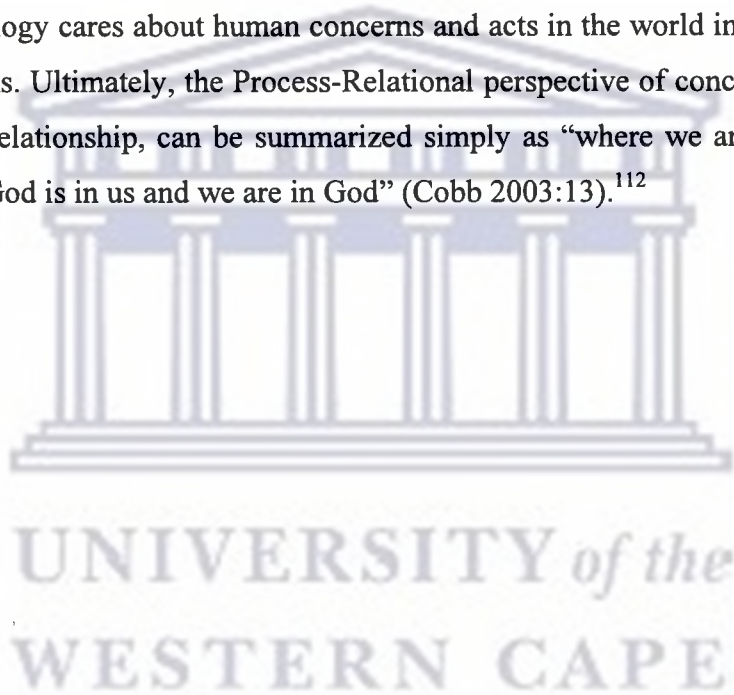 logy cares about human concerns and acts in the world in
s. Ultimately, the Process-Relational perspective of conc
elationship, can be summarized simply as “where we ar
God is in us and we are in God” (Cobb 2003:13).112
UNIVERSITY of the
WESTERN CAPE